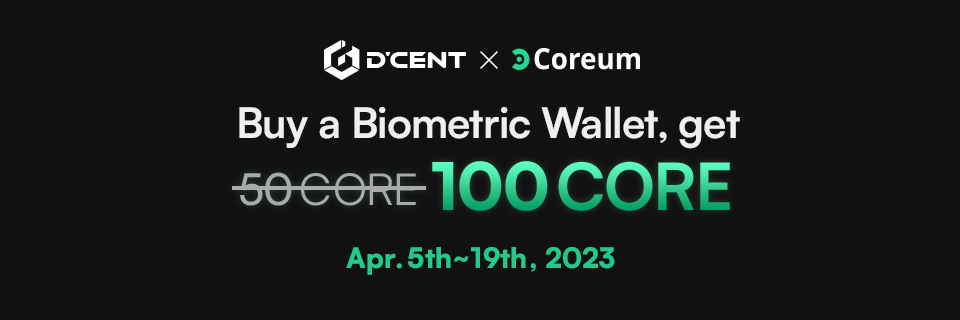 D'CENT × Coreum
Buy a Biometric Wallet, get
50 CORE 100 CORE
Apr. 5th~19th, 2023